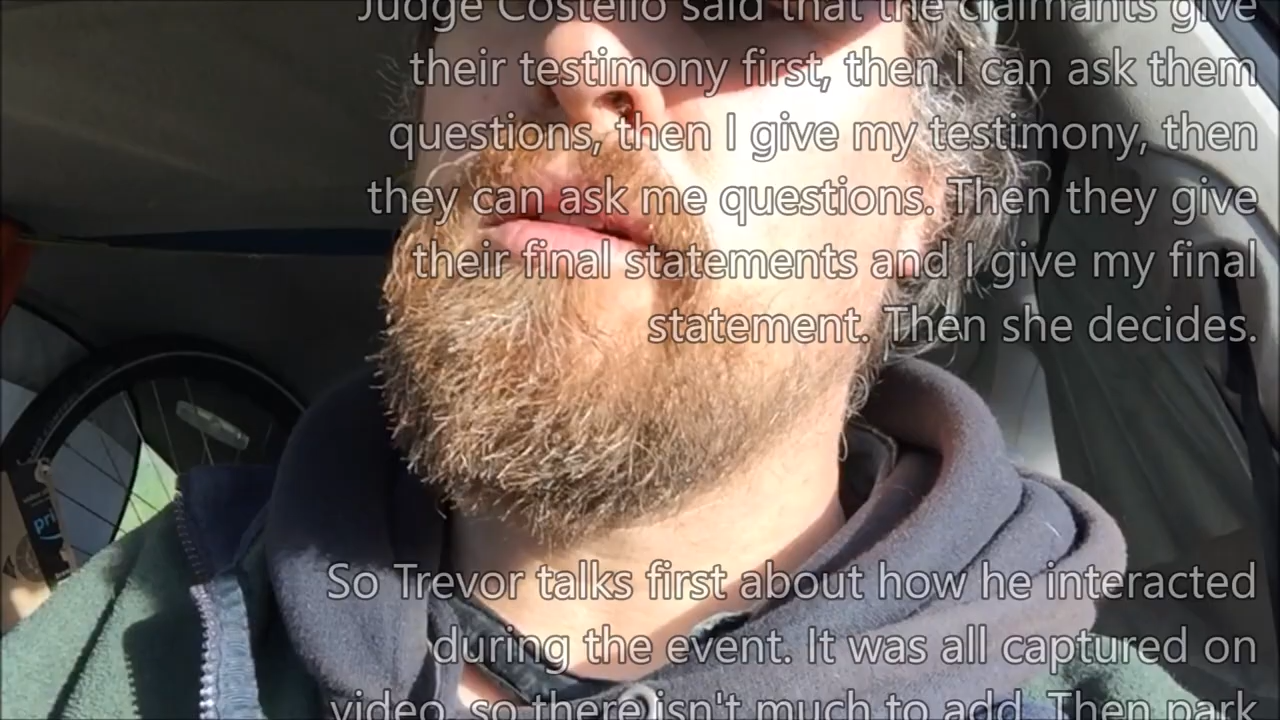 Judge Costello said that the claimants give
their testimony first, then I can ask them
questions, then I give my testimony, then
they can ask me questions. Then they give
their final statements and I give my final
statement. Then she decides.
So Trevor talks first about how he interacted
during the event. It was all captured on
video, so there isn't much to add. Then park